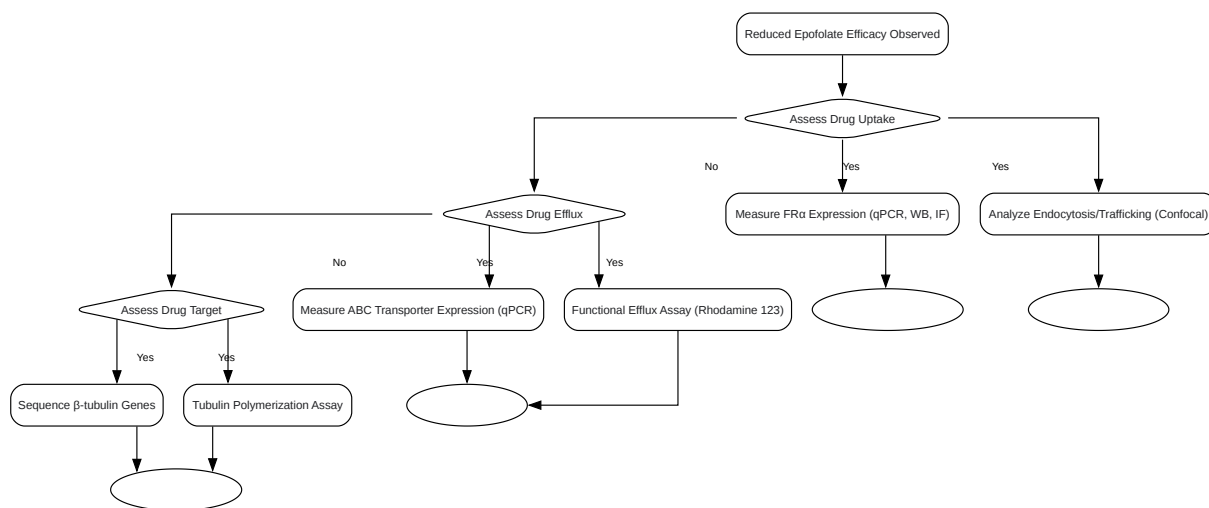 Reduced Epofolate Efficacy Observed
Assess Drug Uptake
No
Yes
Yes
Assess Drug Efflux
Measure FRα Expression (qPCR, WB, IF)
Analyze Endocytosis/Trafficking (Confocal)
No
Yes
Yes
Assess Drug Target
Measure ABC Transporter Expression (qPCR)
Functional Efflux Assay (Rhodamine 123)
Yes
Yes
Sequence β-tubulin Genes
Tubulin Polymerization Assay